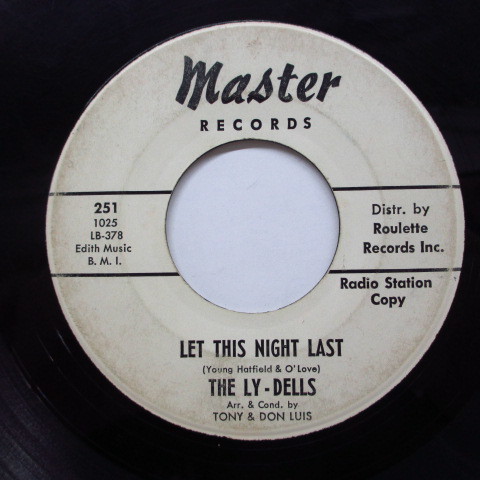 Master
RECORDS
251
1025
LB-378
Edith Music
B. M. I.
Distr. by
Roulette
Records Inc.
Radio Station
Copy
LET THIS NIGHT LAST
(Young Hatfield & O'Love)
THE LY-DELLS
Arr. & Cond. by
TONY & DON LUIS